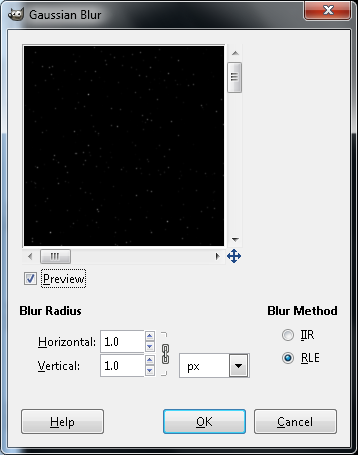 Gaussian Blur
Preview
Blur Radius
Blur Method
Horizontal: 1.0
IIR
Vertical: 1.0 px
RLE
Help OK Cancel